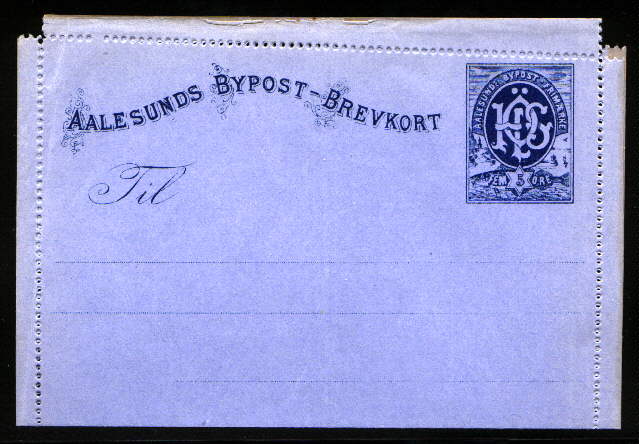 AALESUNDS BYPOST-BREVKORT
AALESUNDS BYPOST FRIMÆRKE
FEM 5 ØRE
Til